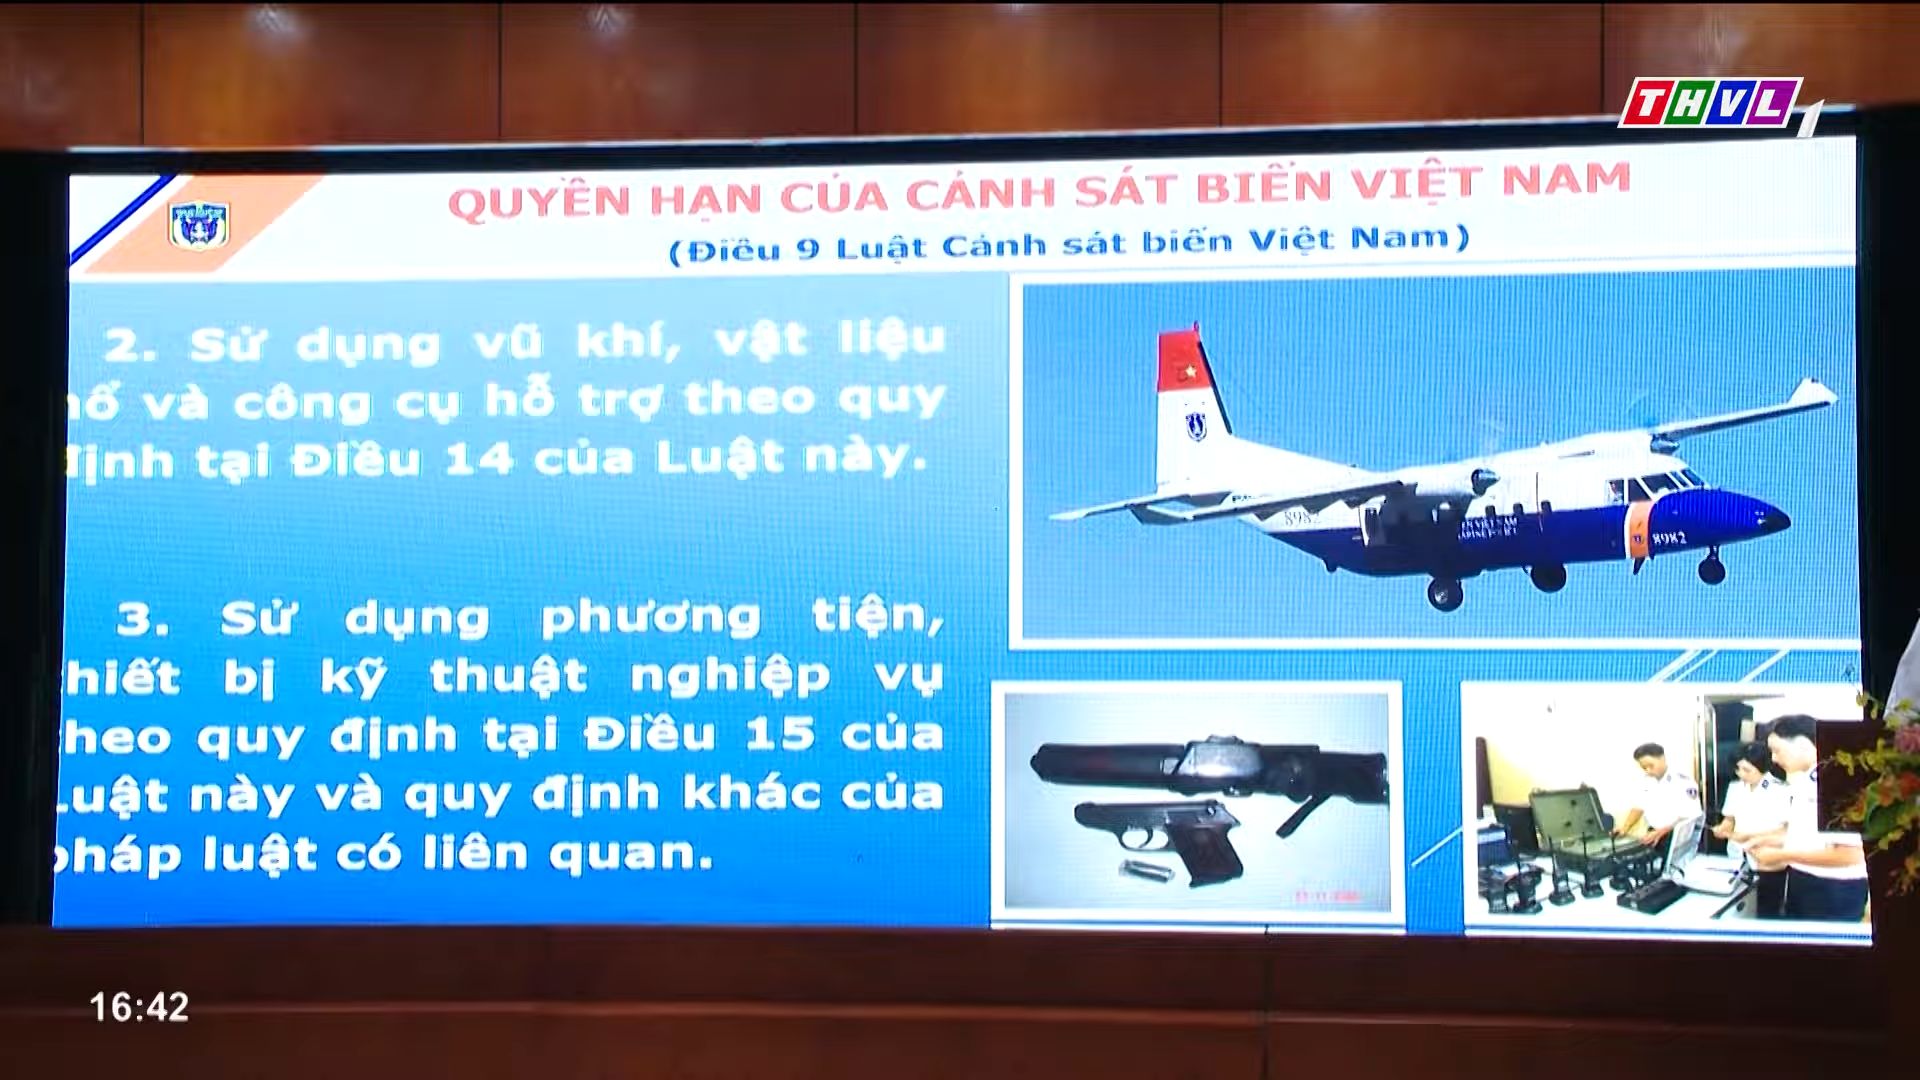 THVL1
QUYỀN HẠN CỦA CẢNH SÁT BIỂN VIỆT NAM
(Điều 9 Luật Cảnh sát biển Việt Nam)
2. Sử dụng vũ khí, vật liệu
nổ và công cụ hỗ trợ theo quy
định tại Điều 14 của Luật này.
3. Sử dụng phương tiện,
thiết bị kỹ thuật nghiệp vụ
theo quy định tại Điều 15 của
Luật này và quy định khác của
pháp luật có liên quan.
8982
8982
16:42